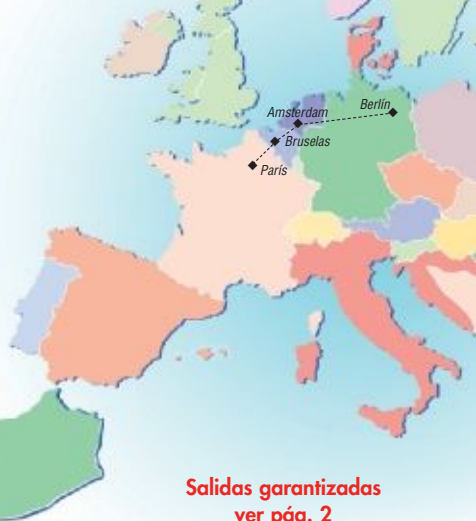 Amsterdam
Berlín
Bruselas
París
Salidas garantizadas
ver pág. 2